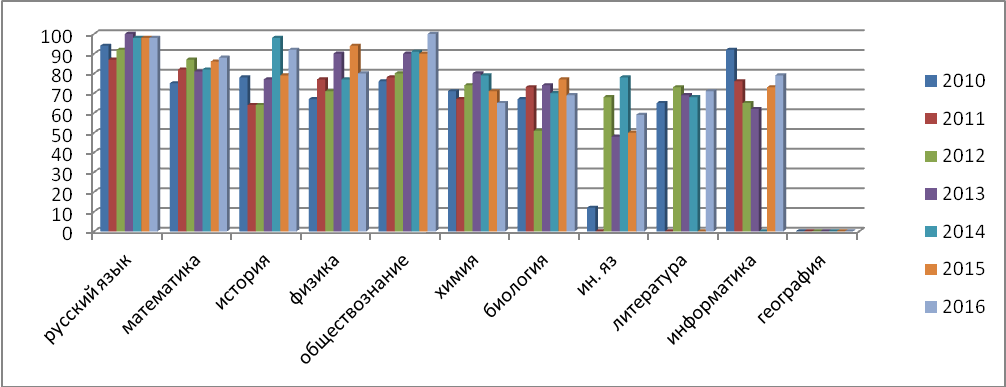 100
90
80
70
60
50
40
30
20
10
0
русский язык
математика
история
физика
обществознание
химия
биология
ин. яз
литература
информатика
география
2010
2011
2012
2013
2014
2015
2016